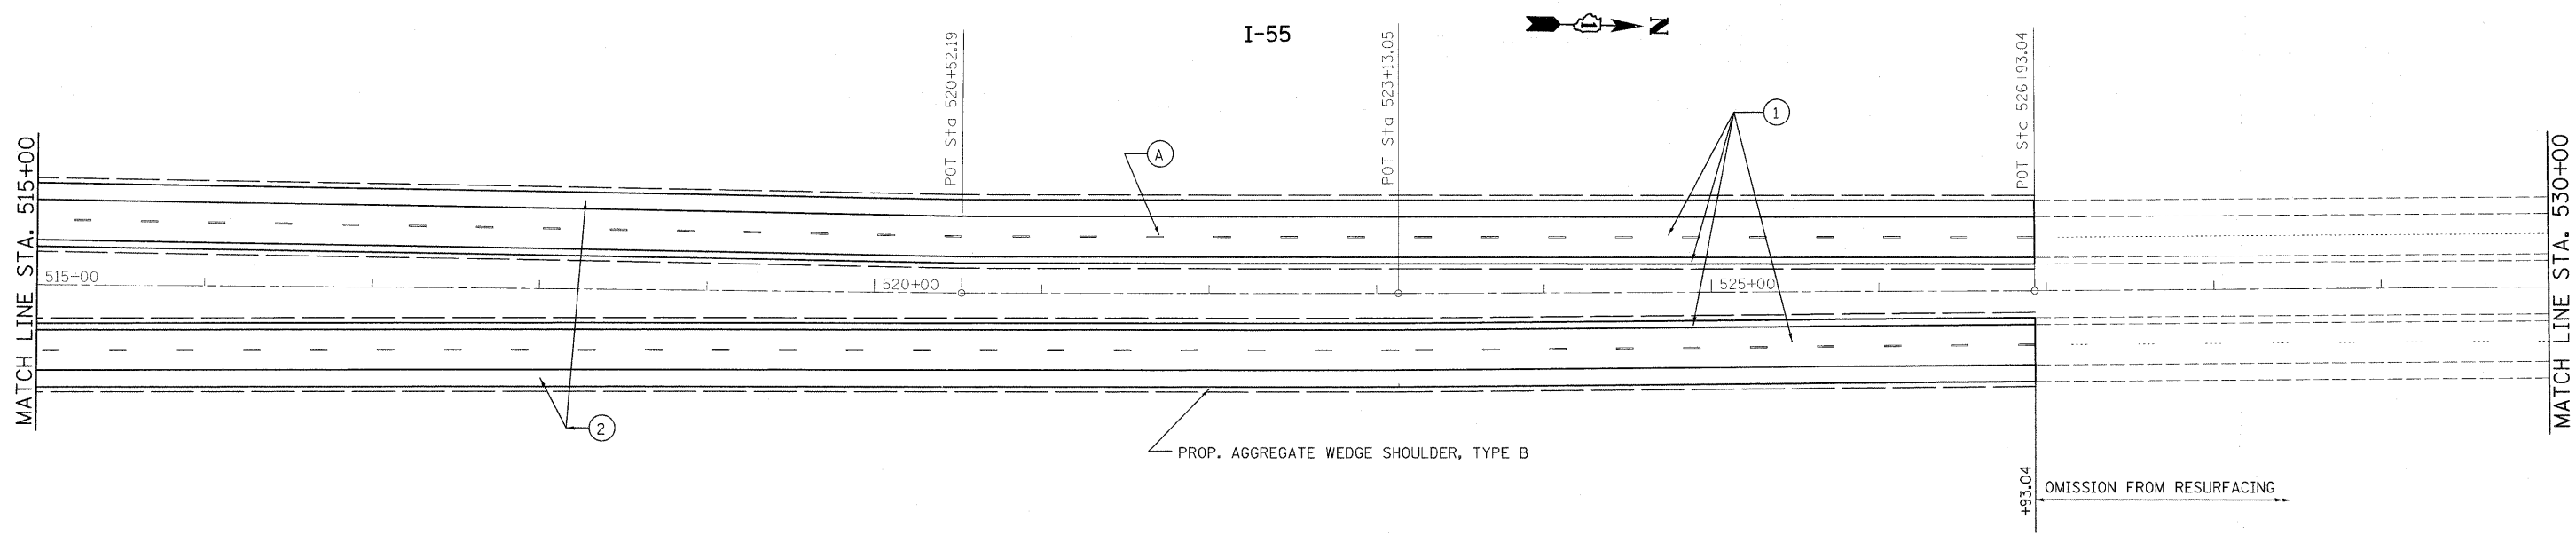 I-55
N
POT Sta 520+52.19
POT Sta 523+13.05
POT Sta 526+93.04
1
A
MATCH LINE STA. 515+00
MATCH LINE STA. 530+00
515+00
520+00
525+00
2
PROP. AGGREGATE WEDGE SHOULDER, TYPE B
+93.04
OMISSION FROM RESURFACING